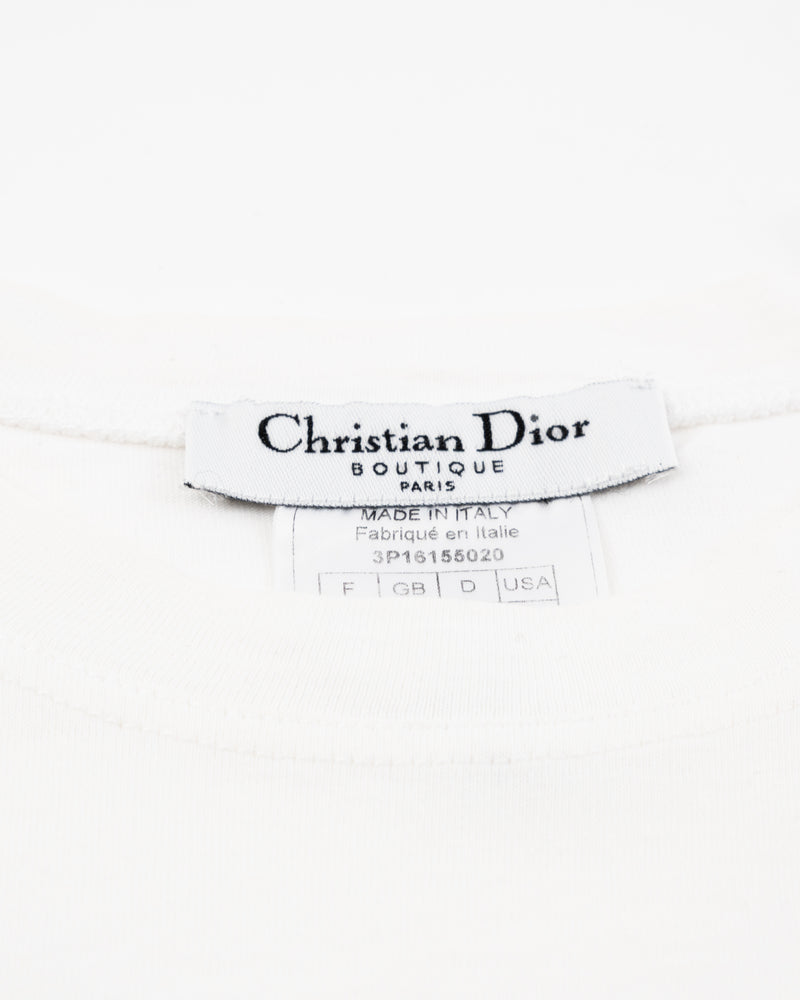 Christian Dior
BOUTIQUE
PARIS
MADE IN ITALY
Fabriqué en Italie
3P16155020
F GB D USA